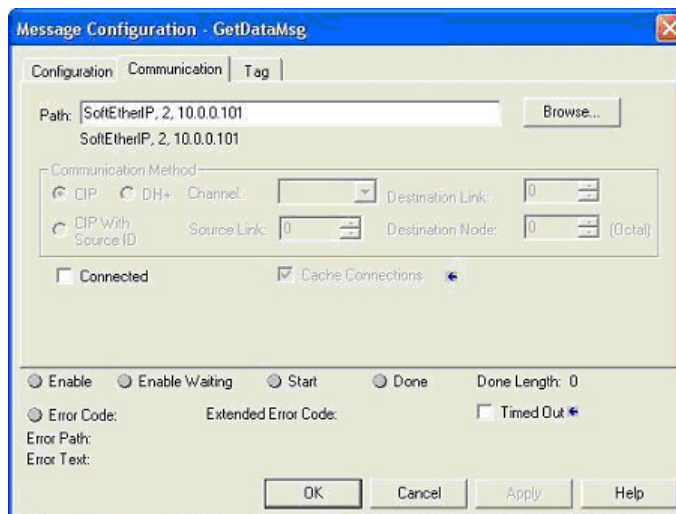 Message Configuration - GetDataMsg
Configuration Communication Tag
Path: SoftEtherIP, 2, 10.0.0.101 Browse...
SoftEtherIP, 2, 10.0.0.101
Communication Method
CIP DH+ Channel: Destination Link: 0
CIP With Source ID Source Link: 0 Destination Node: 0 (Octal)
Connected Cache Connections
Enable Enable Waiting Start Done Done Length: 0
Error Code: Extended Error Code: Timed Out
Error Path:
Error Text:
OK Cancel Apply Help